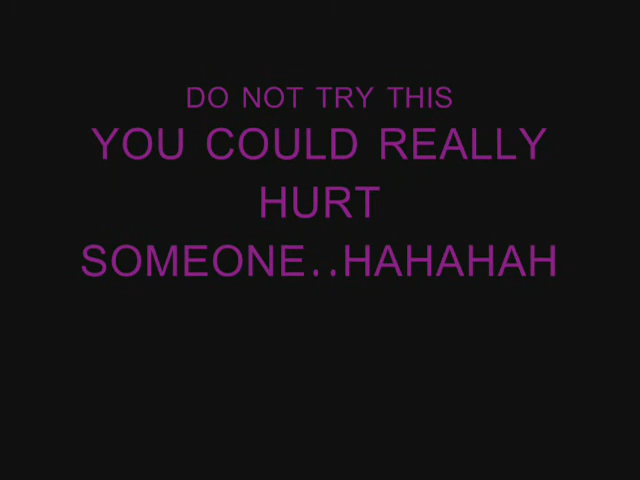 DO NOT TRY THIS
YOU COULD REALLY
HURT
SOMEONE..HAHAHAH